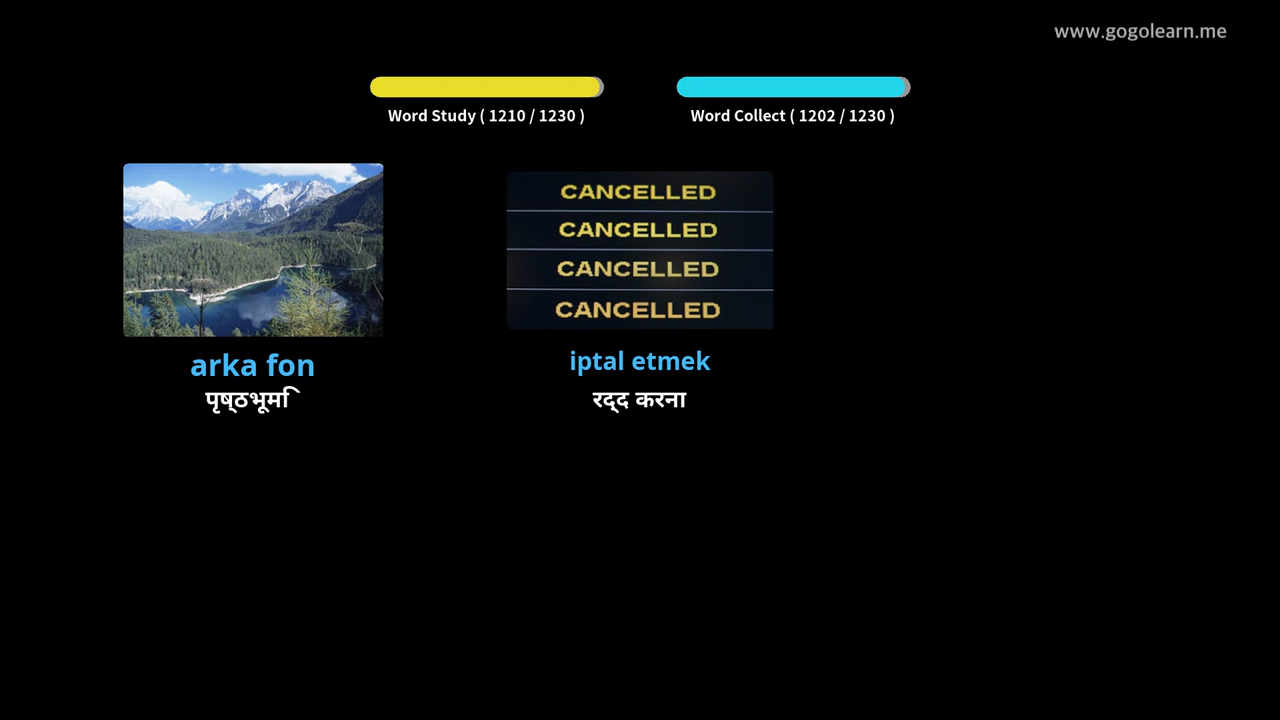 www.gogolearn.me
Word Study ( 1210 / 1230 )
Word Collect ( 1202 / 1230 )
CANCELLED
CANCELLED
CANCELLED
CANCELLED
arka fon
पृष्ठभूमि
iptal etmek
रद्द करना